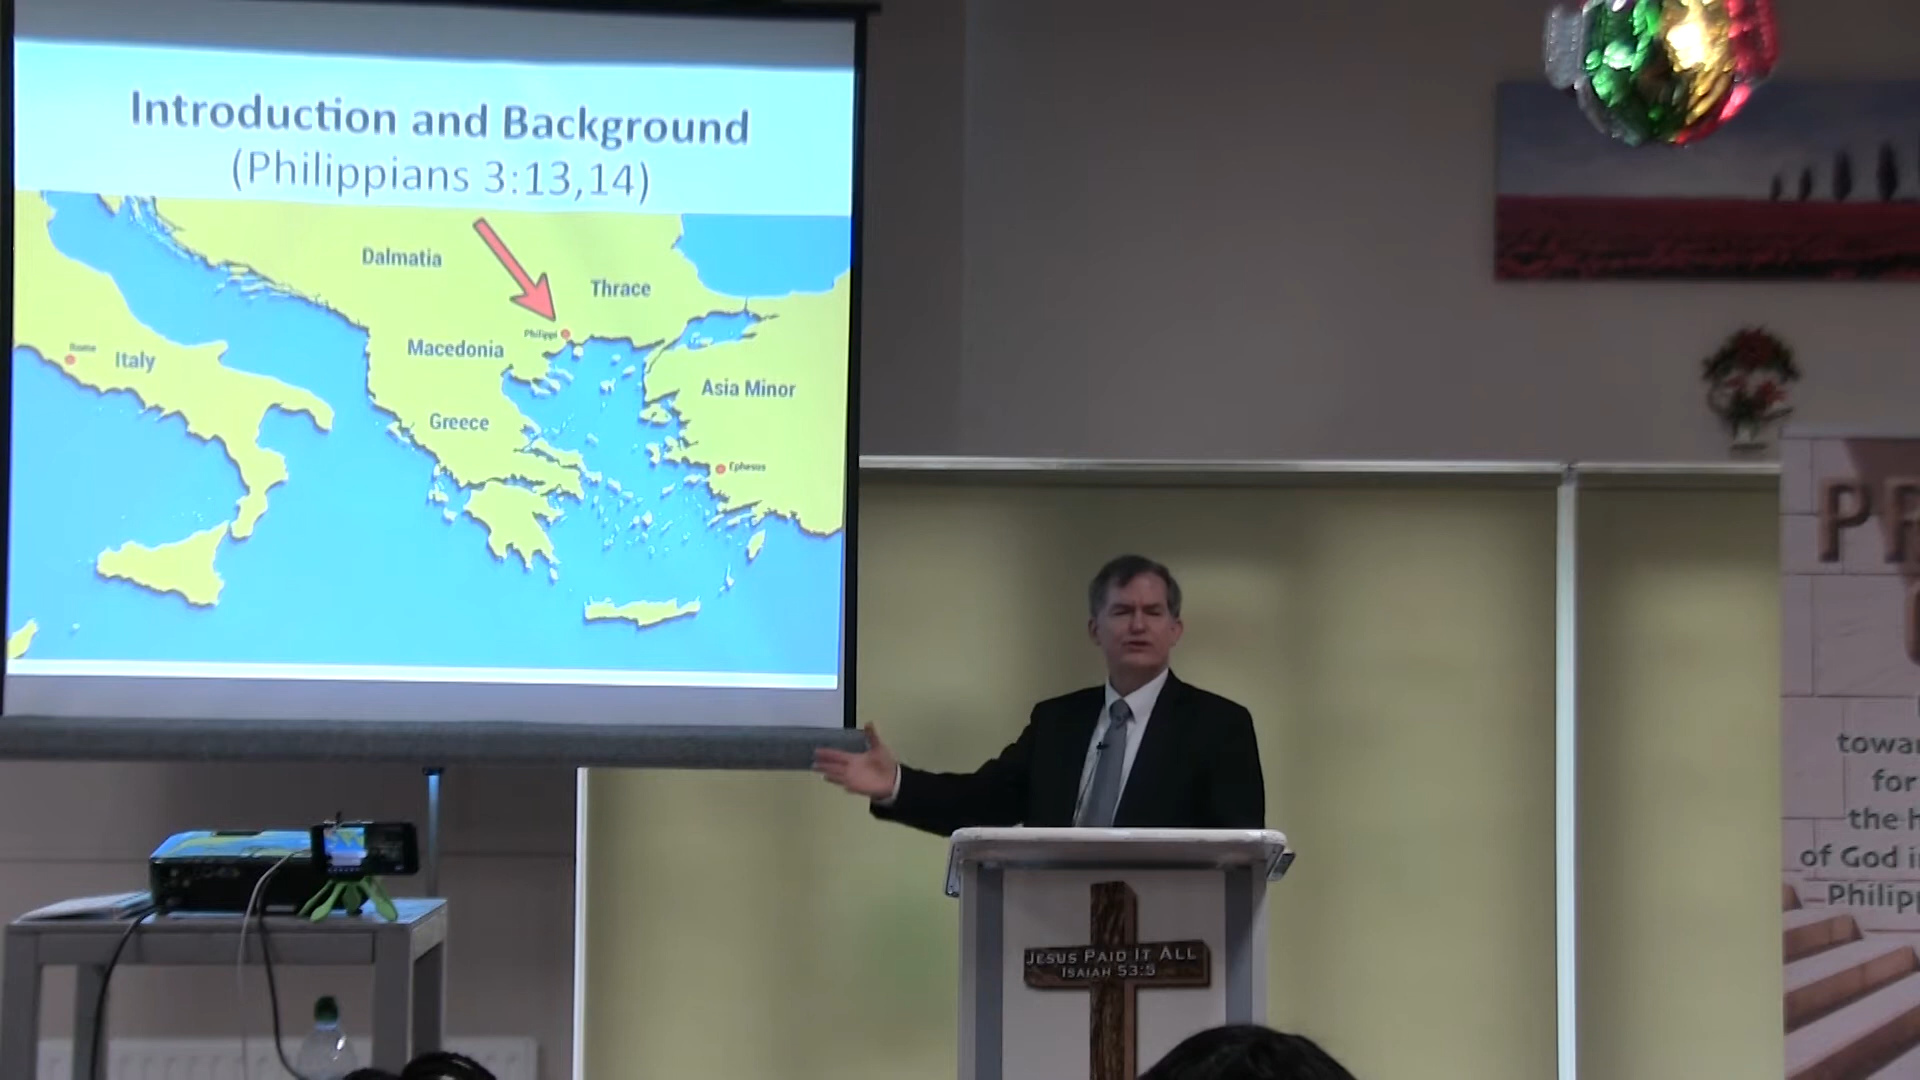 Introduction and Background
(Philippians 3:13,14)
Dalmatia
Thrace
Philippi
Macedonia
Rome
Italy
Asia Minor
Greece
Ephesus
JESUS PAID IT ALL
ISAIAH 53:5
PR
towar
for
the h
of God i
Philipp